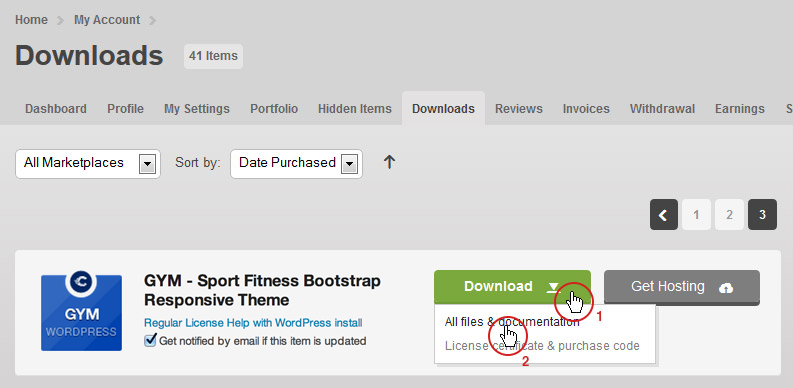 Home My Account
Downloads 41 Items
Dashboard Profile My Settings Portfolio Hidden Items Downloads Reviews Invoices Withdrawal Earnings S
All Marketplaces Sort by: Date Purchased
1 2 3
C
GYM
WORDPRESS
GYM - Sport Fitness Bootstrap
Responsive Theme
Regular License Help with WordPress install
Get notified by email if this item is updated
Download Get Hosting
1
All files & documentation
License certificate & purchase code
2